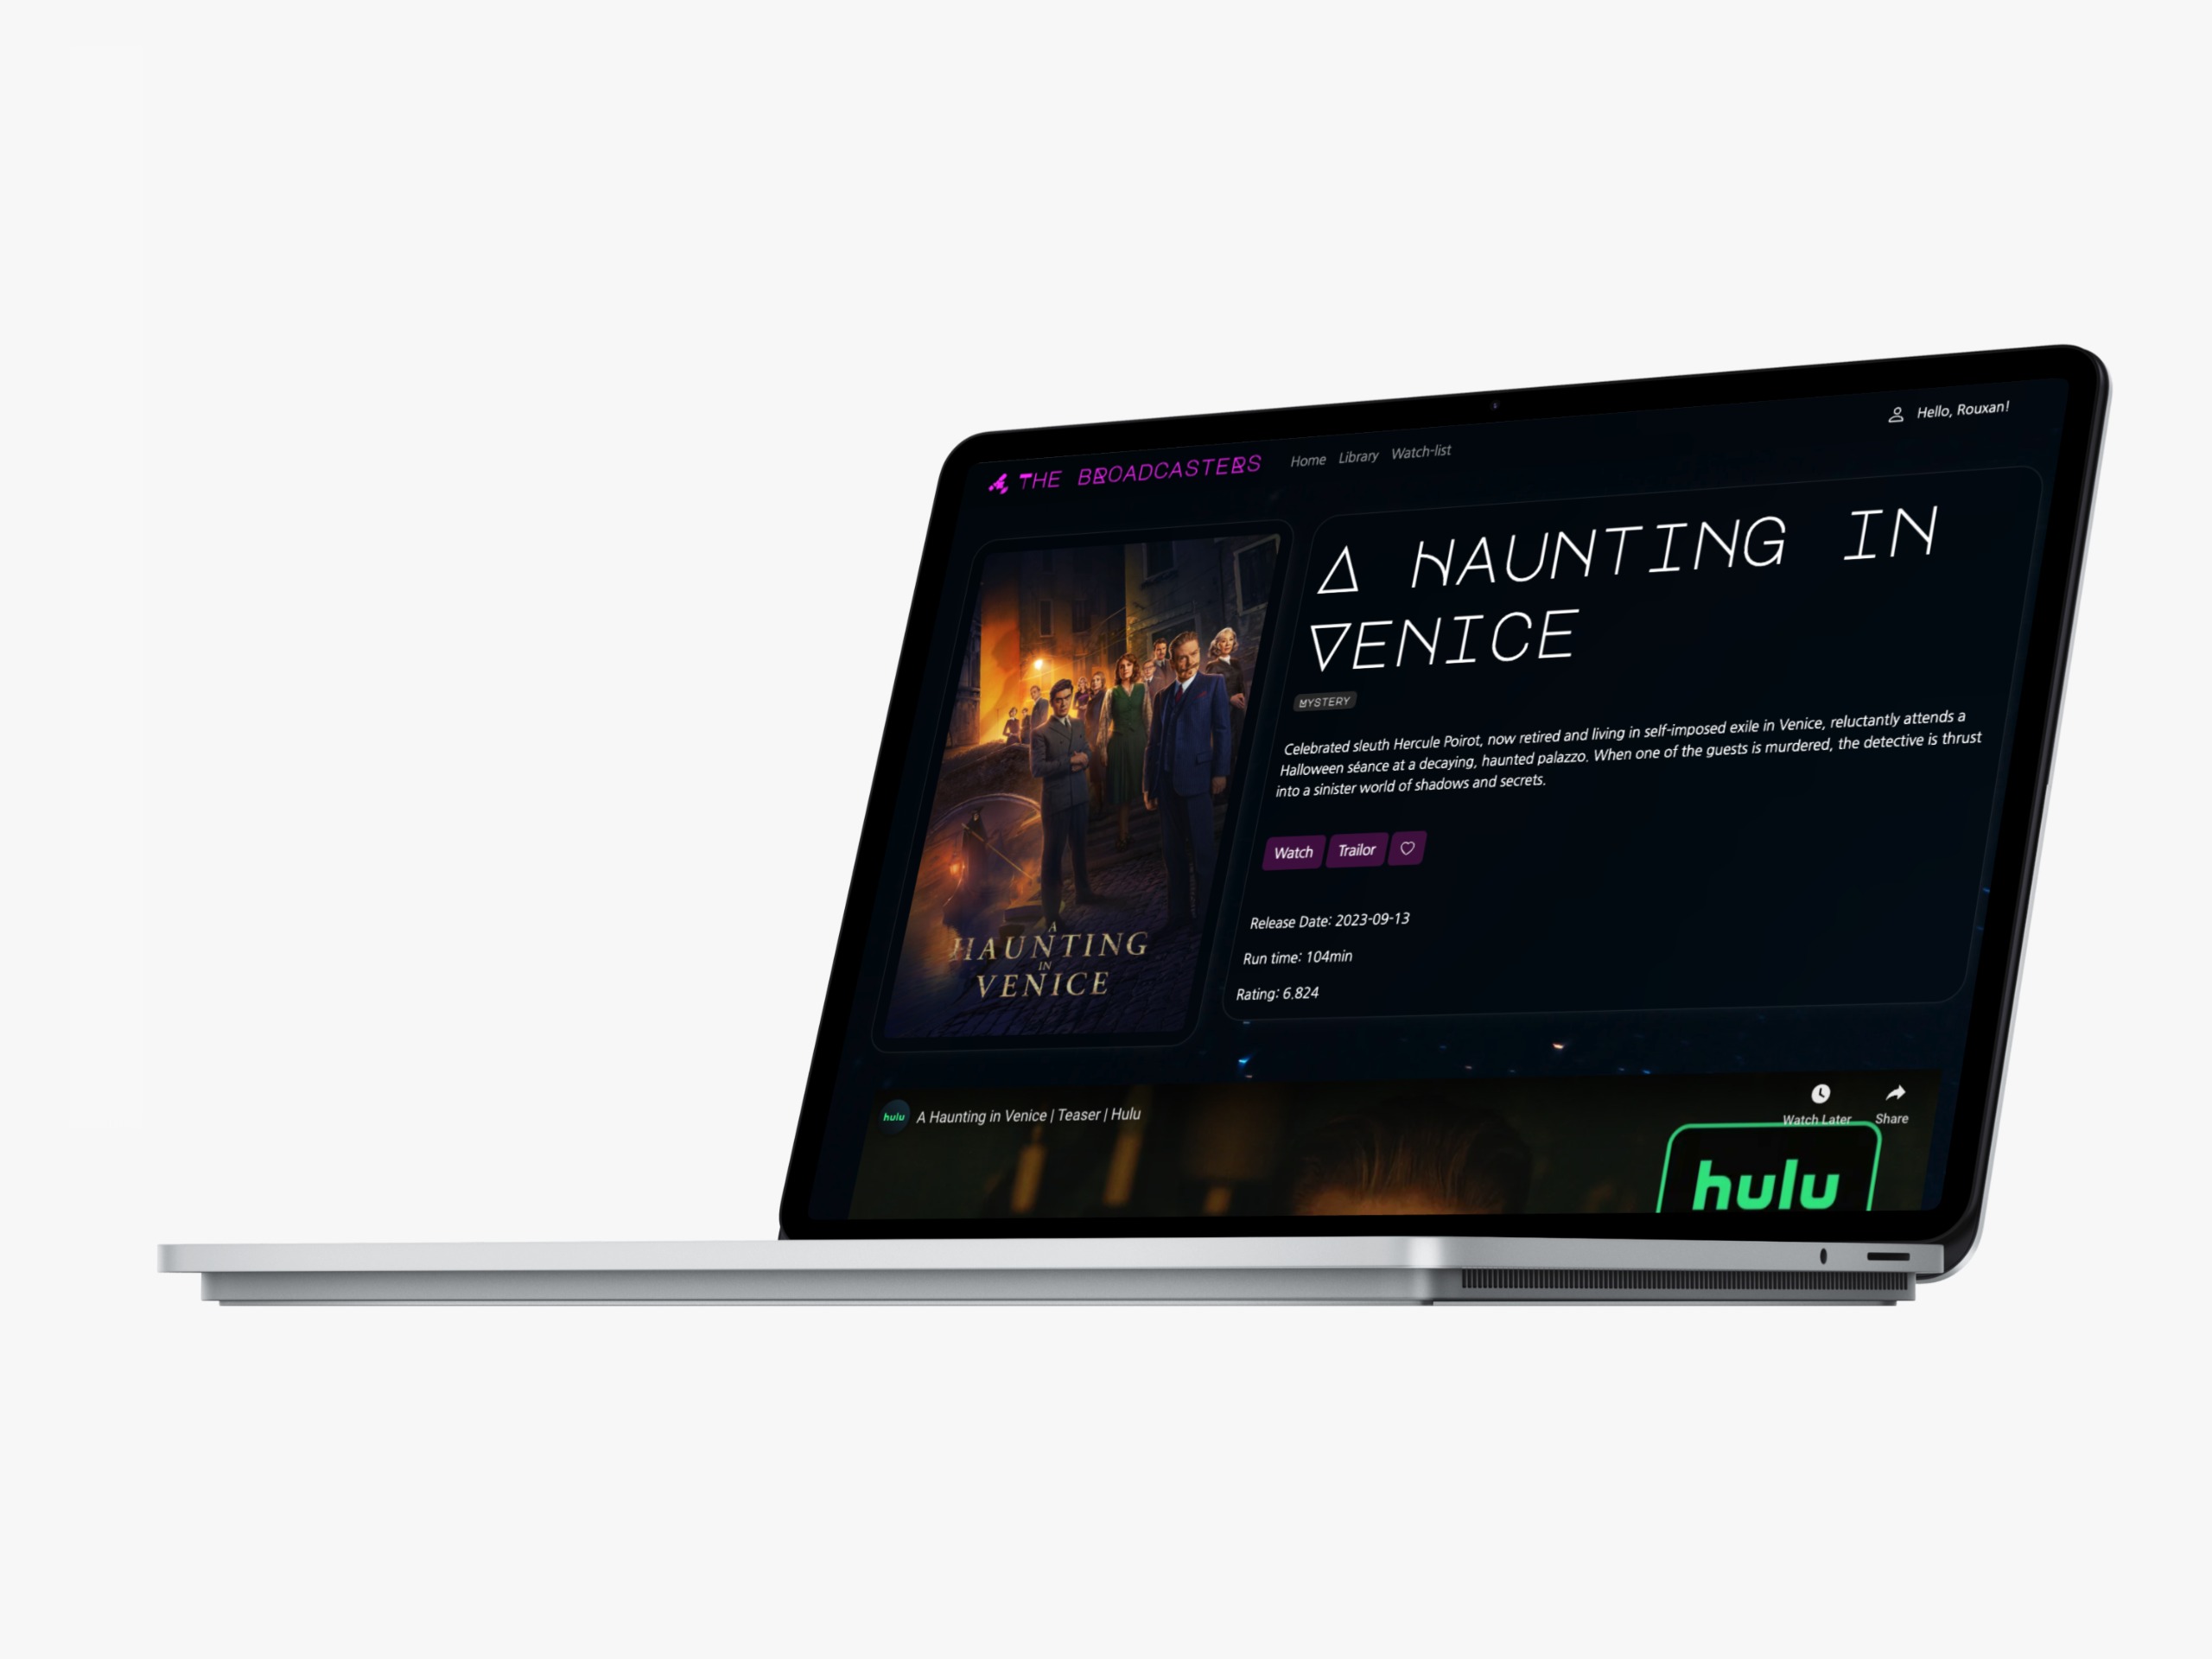 THE BROADCASTERS
Home Library Watch-list
Hello, Rouxan!
A HAUNTING IN
VENICE
MYSTERY
Celebrated sleuth Hercule Poirot, now retired and living in self-imposed exile in Venice, reluctantly attends a
Halloween séance at a decaying, haunted palazzo. When one of the guests is murdered, the detective is thrust
into a sinister world of shadows and secrets.
Watch Trailor
Release Date: 2023-09-13
Run time: 104min
Rating: 6.824
A
HAUNTING
IN
VENICE
hulu A Haunting in Venice | Teaser | Hulu
Watch Later Share
hulu